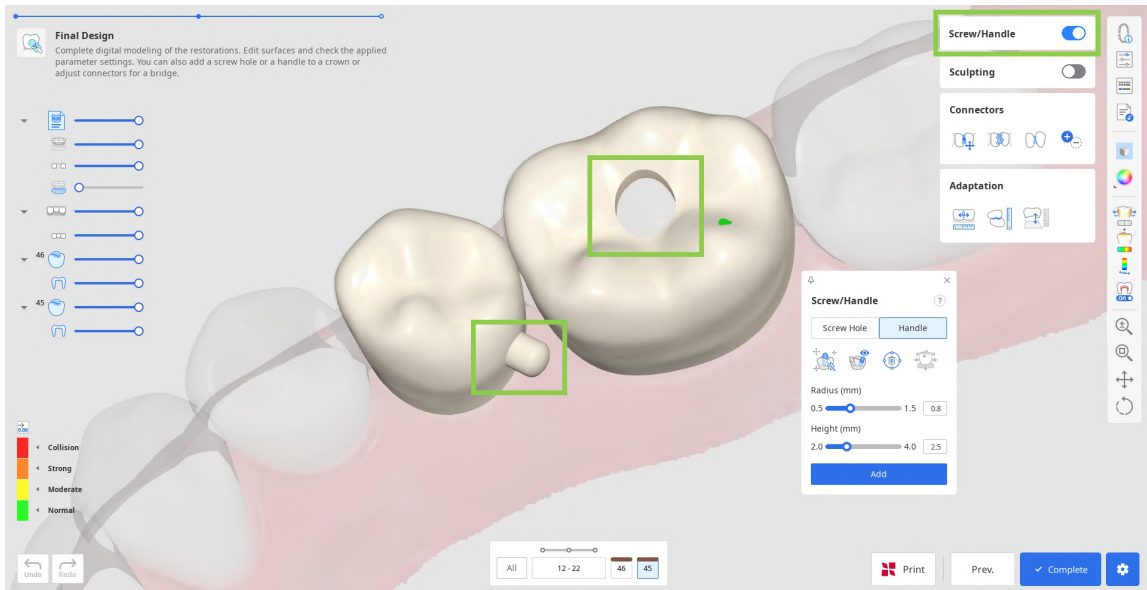 Final Design
Complete digital modeling of the restorations. Edit surfaces and check the applied
parameter settings. You can also add a screw hole or a handle to a crown or
adjust connectors for a bridge.
46
45
0.00
Collision
Strong
Moderate
Normal
Undo
Redo
All
12 - 22
46
45
Screw/Handle
Sculpting
Connectors
Adaptation
Screw/Handle
?
Screw Hole
Handle
Radius (mm)
0.5
1.5
0.8
Height (mm)
2.0
4.0
2.5
Add
ON
Print
Prev.
Complete